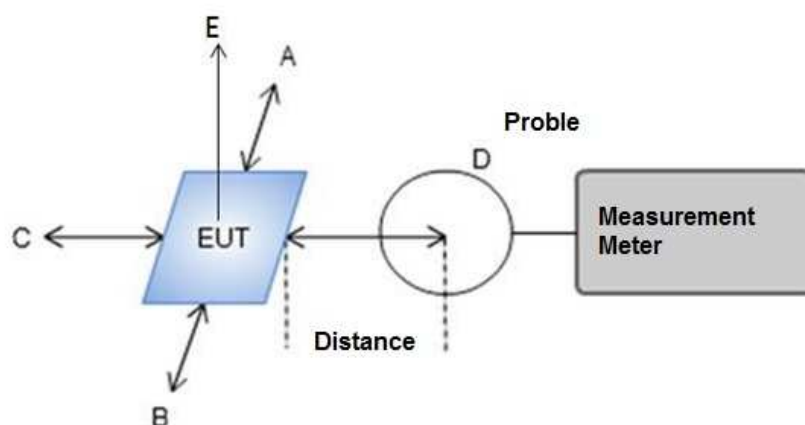 E
A
Proble
D
C
EUT
Measurement
Meter
Distance
B